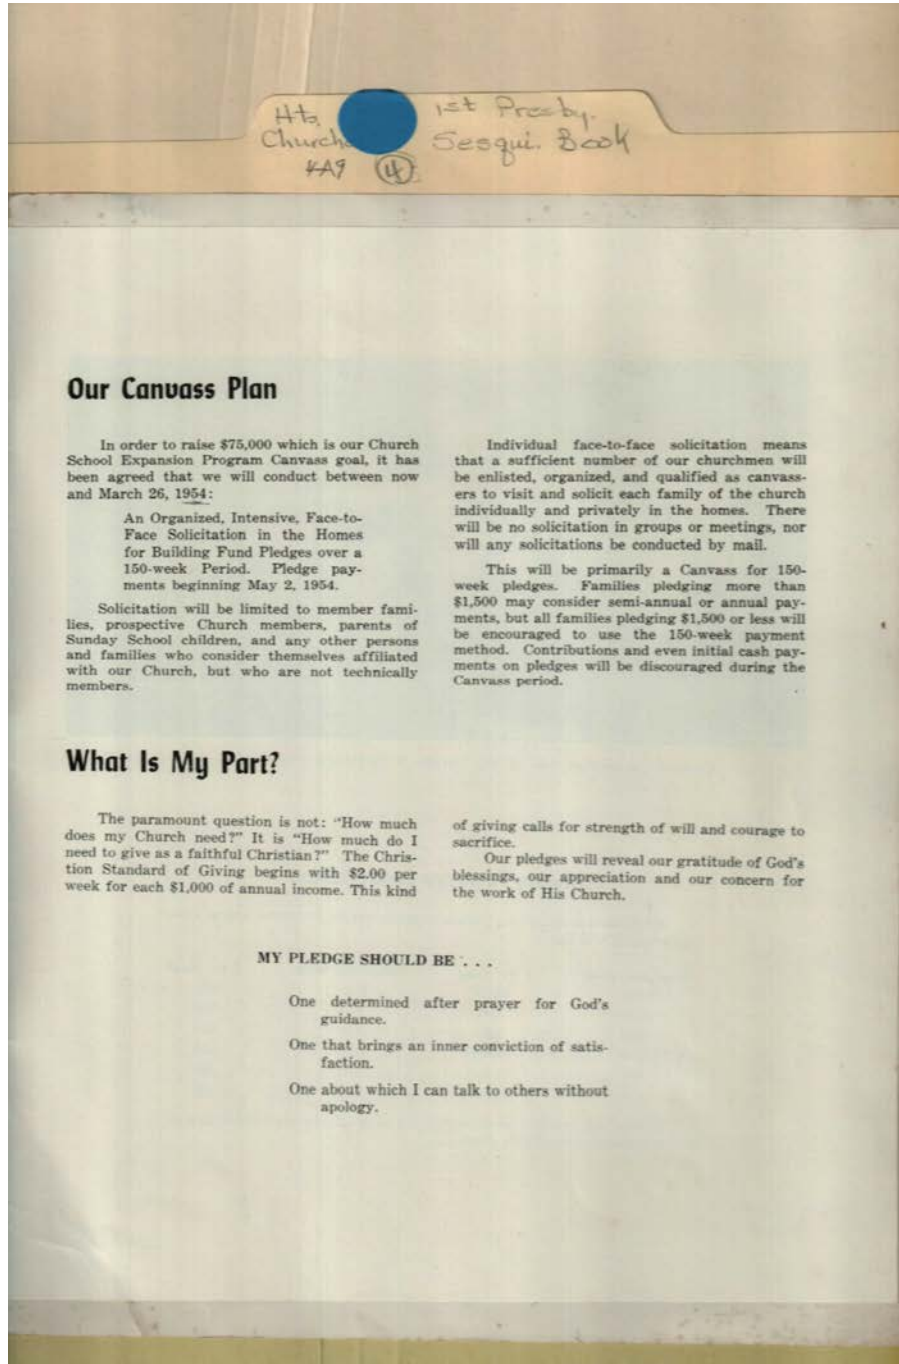 Hts. 1st Presby.
Church Sesqui. Book
4A9 4
Our Canvass Plan
In order to raise $75,000 which is our Church
School Expansion Program Canvass goal, it has
been agreed that we will conduct between now
and March 26, 1954:
An Organized, Intensive, Face-to-
Face Solicitation in the Homes
for Building Fund Pledges over a
150-week Period. Pledge pay-
ments beginning May 2, 1954.
Solicitation will be limited to member fami-
lies, prospective Church members, parents of
Sunday School children, and any other persons
and families who consider themselves affiliated
with our Church, but who are not technically
members.
Individual face-to-face solicitation means
that a sufficient number of our churchmen will
be enlisted, organized, and qualified as canvass-
ers to visit and solicit each family of the church
individually and privately in the homes. There
will be no solicitation in groups or meetings, nor
will any solicitations be conducted by mail.
This will be primarily a Canvass for 150-
week pledges. Families pledging more than
$1,500 may consider semi-annual or annual pay-
ments, but all families pledging $1,500 or less will
be encouraged to use the 150-week payment
method. Contributions and even initial cash pay-
ments on pledges will be discouraged during the
Canvass period.
What Is My Part?
The paramount question is not: "How much
does my Church need?" It is "How much do I
need to give as a faithful Christian?" The Chris-
tion Standard of Giving begins with $2.00 per
week for each $1,000 of annual income. This kind
of giving calls for strength of will and courage to
sacrifice.
Our pledges will reveal our gratitude of God's
blessings, our appreciation and our concern for
the work of His Church.
MY PLEDGE SHOULD BE . . .
One determined after prayer for God's
guidance.
One that brings an inner conviction of satis-
faction.
One about which I can talk to others without
apology.